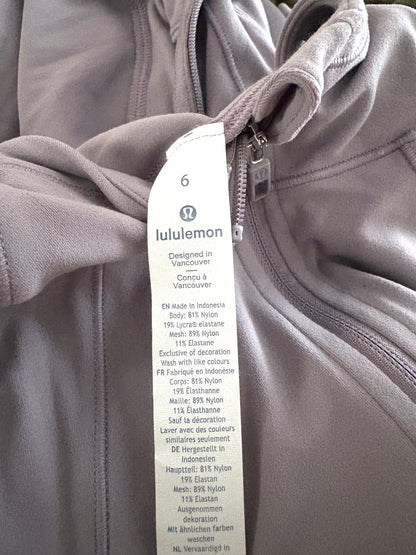 6
lululemon
Designed in
Vancouver
Conçu à
Vancouver
EN Made in Indonesia
Body: 81% Nylon
19% Lycra® elastane
Mesh: 89% Nylon
11% Elastane
Exclusive of decoration
Wash with like colours
FR Fabriqué en Indonésie
Corps: 81% Nylon
19% Élasthanne
Maille: 89% Nylon
11% Élasthanne
Sauf la décoration
Laver avec des couleurs
similaires seulement
DE Hergestellt in
Indonesien
Hauptteil: 81% Nylon
19% Elastan
Mesh: 89% Nylon
11% Elastan
Ausgenommen
dekoration
Mit ähnlichen farben
waschen
NL Vervaardigd in